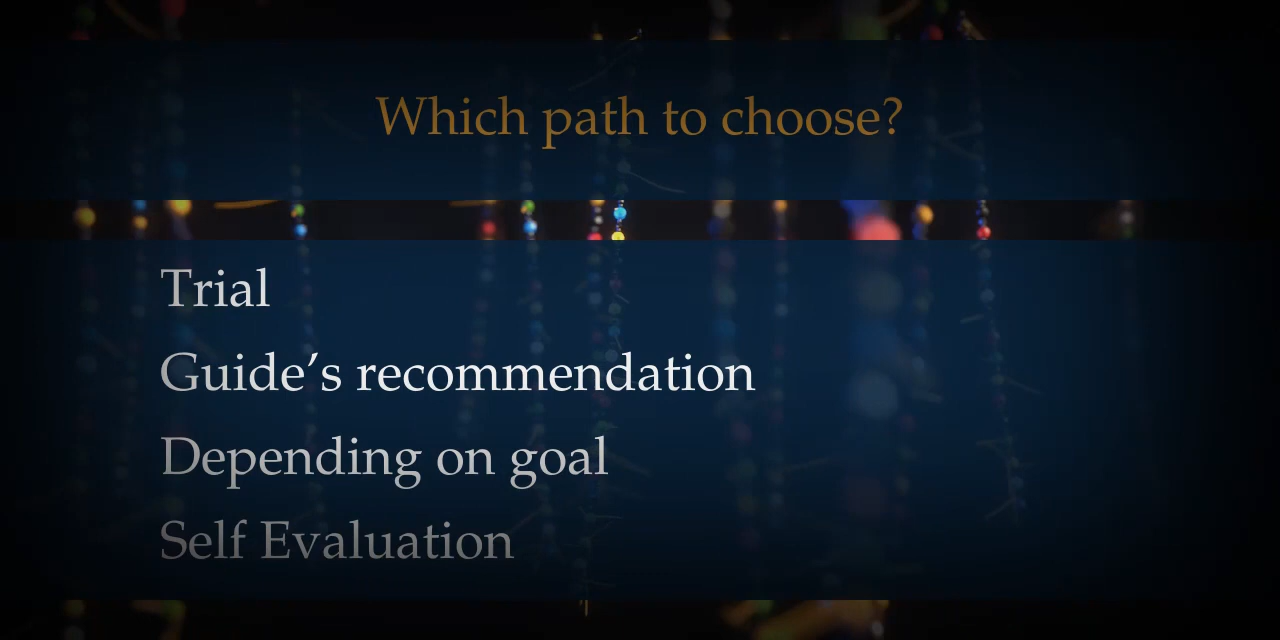 Which path to choose?
Trial
Guide’s recommendation
Depending on goal
Self Evaluation